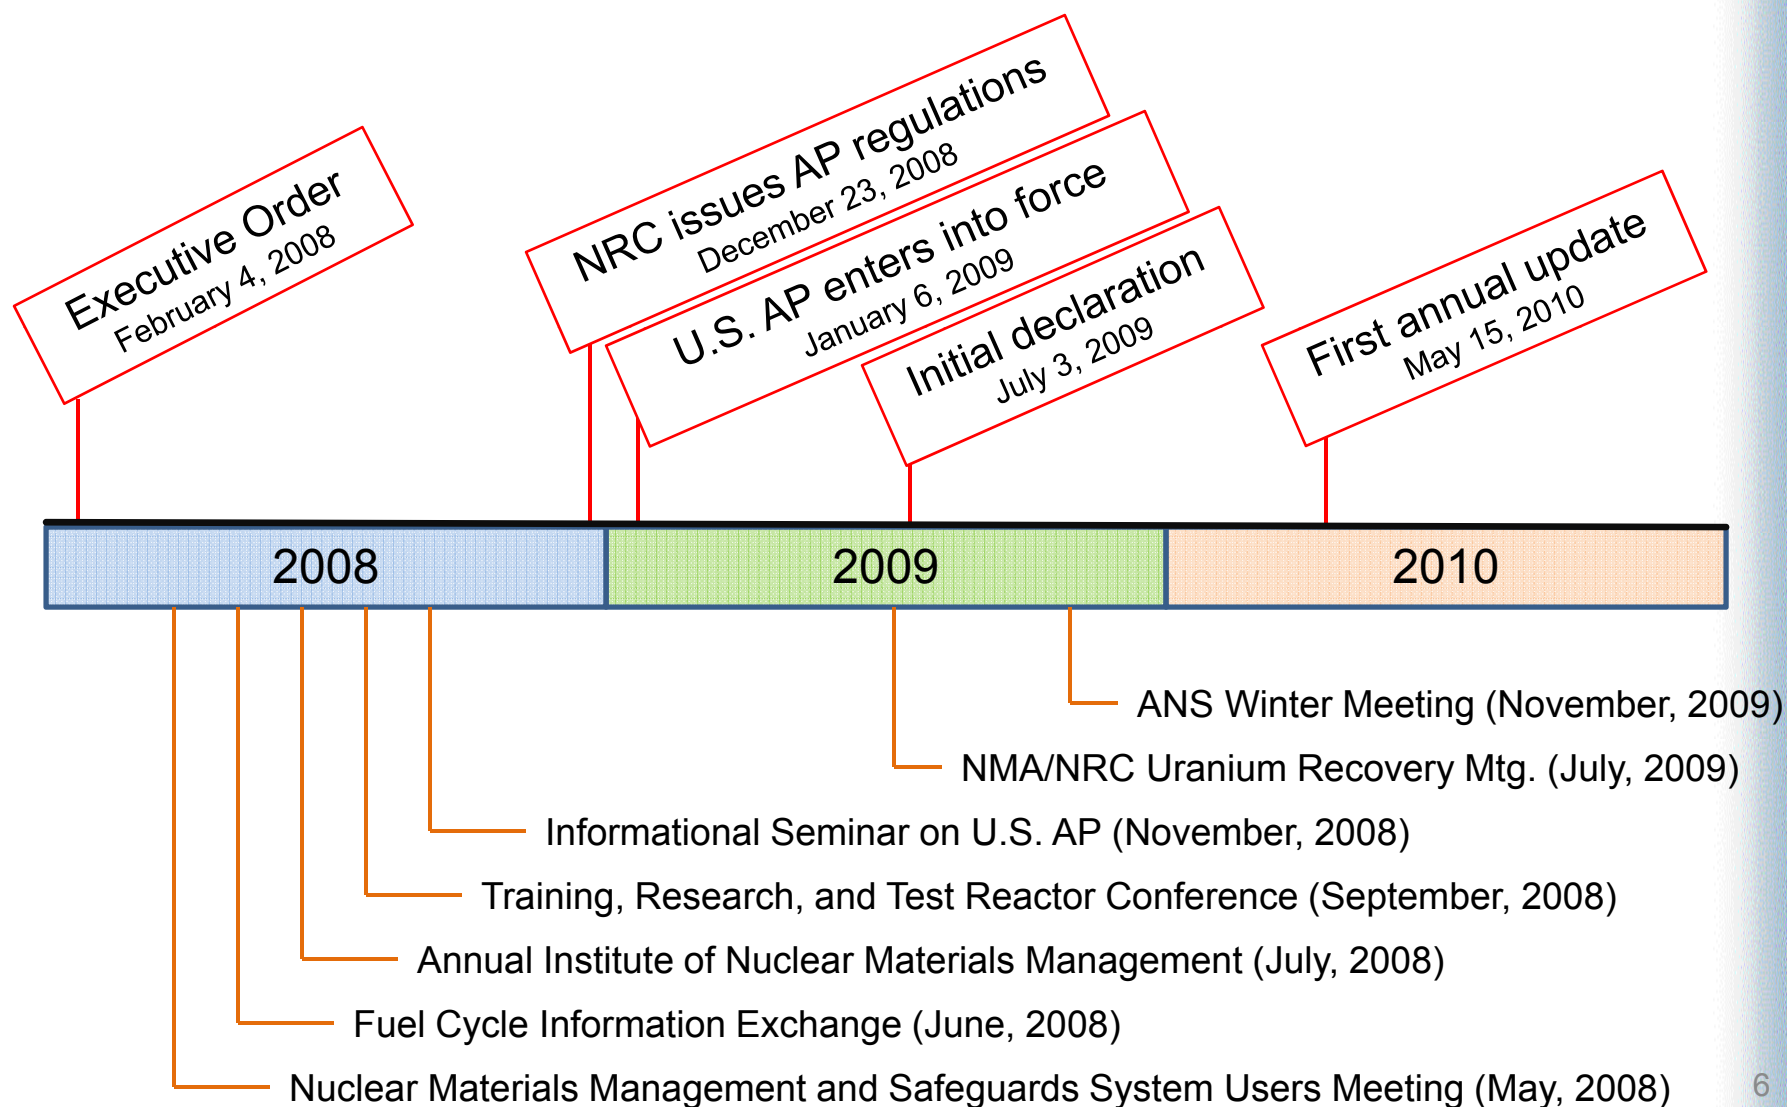 Executive Order
February 4, 2008
NRC issues AP regulations
December 23, 2008
U.S. AP enters into force
January 6, 2009
Initial declaration
July 3, 2009
First annual update
May 15, 2010
2008
2009
2010
ANS Winter Meeting (November, 2009)
NMA/NRC Uranium Recovery Mtg. (July, 2009)
Informational Seminar on U.S. AP (November, 2008)
Training, Research, and Test Reactor Conference (September, 2008)
Annual Institute of Nuclear Materials Management (July, 2008)
Fuel Cycle Information Exchange (June, 2008)
Nuclear Materials Management and Safeguards System Users Meeting (May, 2008)
6